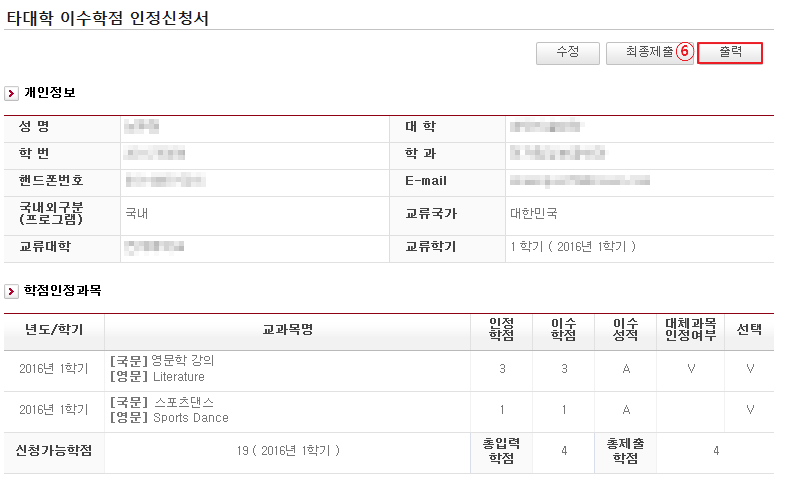 타대학 이수학점 인정신청서
수정 최종제출 ⑥ 출력
개인정보
성 명 대 학
학 번 학 과
핸드폰번호 E-mail
국내외구분
(프로그램) 국내 교류국가 대한민국
교류대학 교류학기 1 학기 ( 2016년 1학기 )
학점인정과목
년도/학기 교과목명 인정
학점 이수
학점 이수
성적 대체과목
인정여부 선택
2016년 1학기 [국문] 영문학 강의
[영문] Literature 3 3 A V V
2016년 1학기 [국문] 스포츠댄스
[영문] Sports Dance 1 1 A V
신청가능학점 19 ( 2016년 1학기 ) 총입력
학점 4 총제출
학점 4